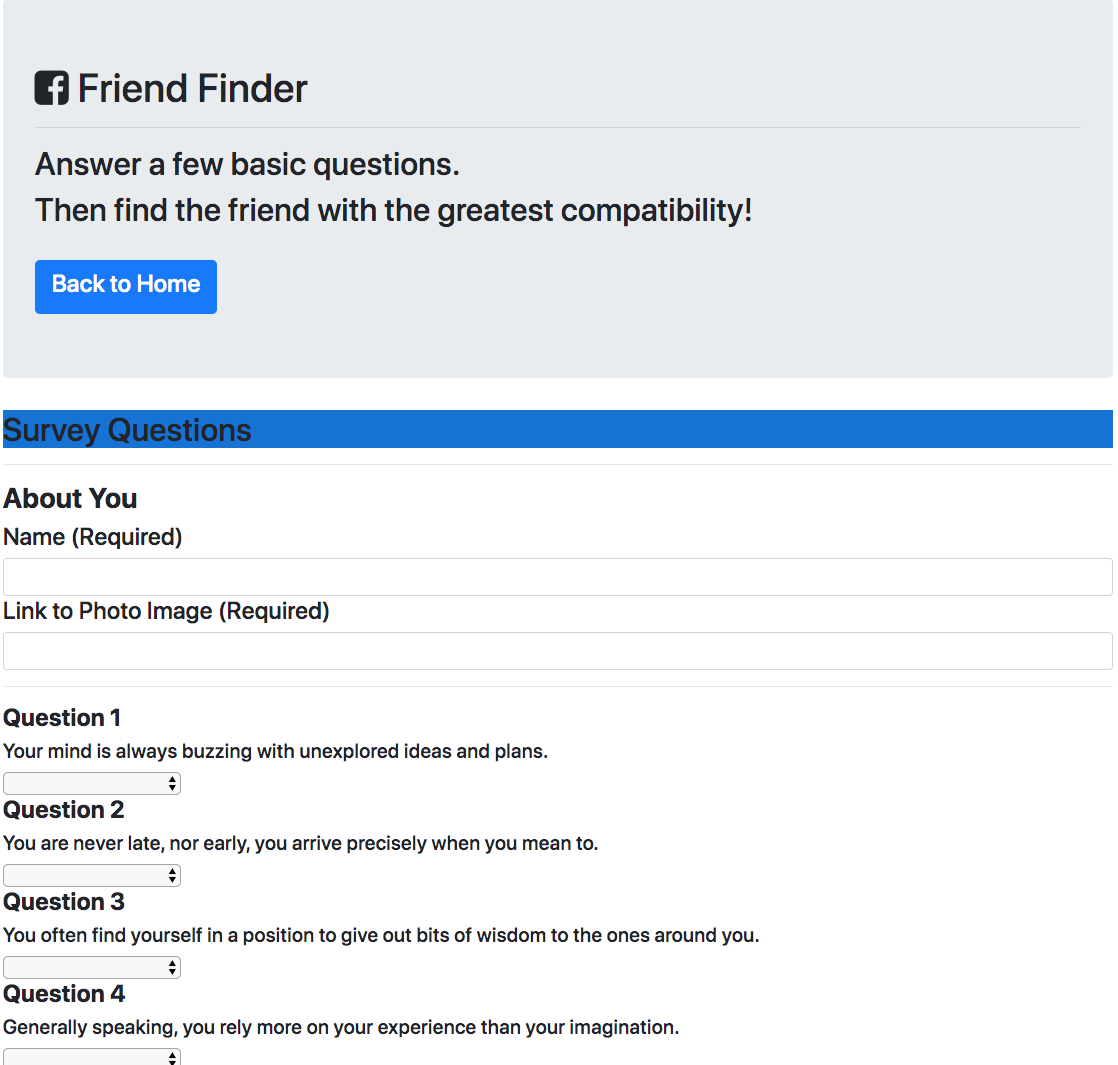 Friend Finder
Answer a few basic questions.
Then find the friend with the greatest compatibility!
Back to Home
Survey Questions
About You
Name (Required)
Link to Photo Image (Required)
Question 1
Your mind is always buzzing with unexplored ideas and plans.
Question 2
You are never late, nor early, you arrive precisely when you mean to.
Question 3
You often find yourself in a position to give out bits of wisdom to the ones around you.
Question 4
Generally speaking, you rely more on your experience than your imagination.